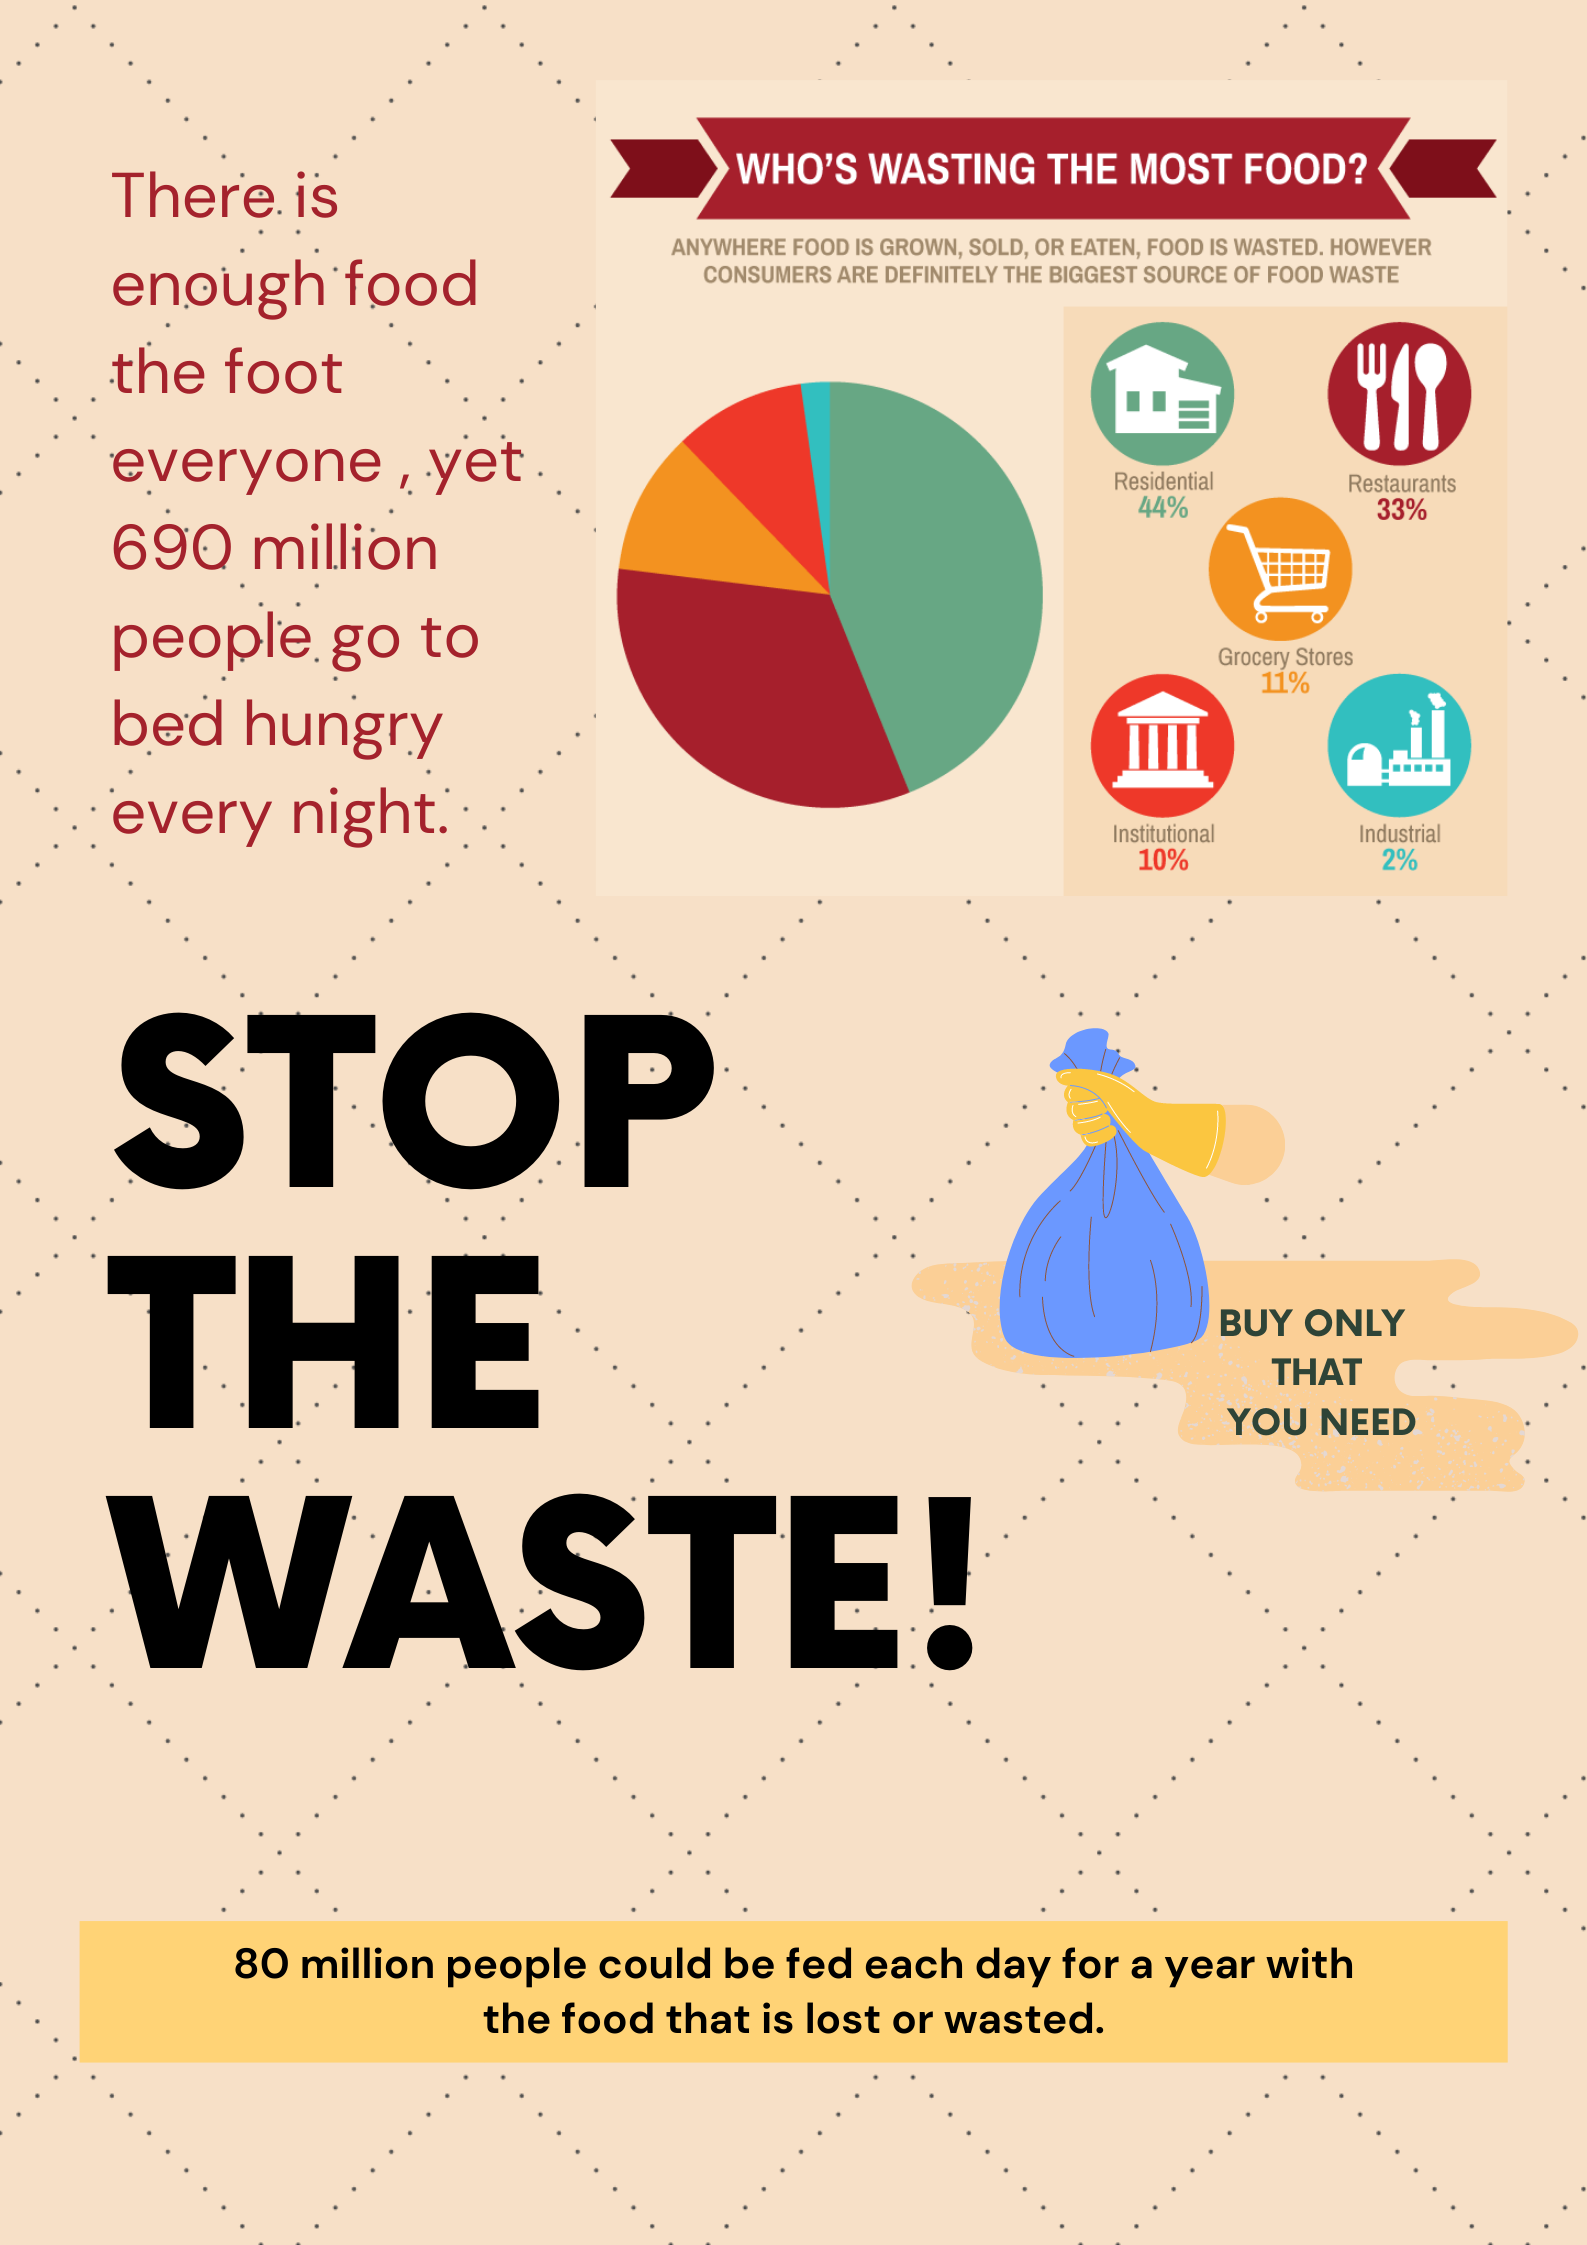 There is
enough food
the foot
everyone , yet
690 million
people go to
bed hungry
every night.
WHO'S WASTING THE MOST FOOD?
ANYWHERE FOOD IS GROWN, SOLD, OR EATEN, FOOD IS WASTED. HOWEVER
CONSUMERS ARE DEFINITELY THE BIGGEST SOURCE OF FOOD WASTE
Residential
44%
Restaurants
33%
Grocery Stores
11%
Institutional
10%
Industrial
2%
STOP
THE
WASTE!
BUY ONLY
THAT
YOU NEED
80 million people could be fed each day for a year with
the food that is lost or wasted.